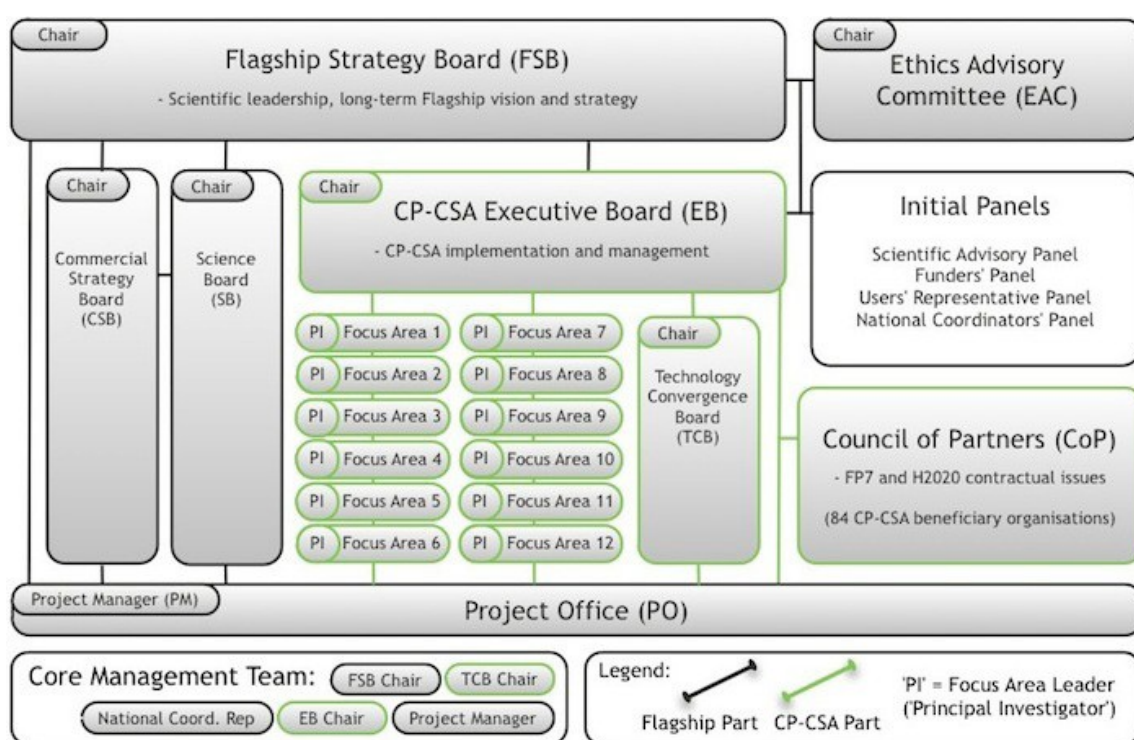 Chair
Flagship Strategy Board (FSB)
- Scientific leadership, long-term Flagship vision and strategy
Chair
Ethics Advisory
Committee (EAC)
Chair
Commercial
Strategy
Board
(CSB)
Chair
Science
Board
(SB)
Chair
CP-CSA Executive Board (EB)
- CP-CSA implementation and management
Initial Panels
Scientific Advisory Panel
Funders' Panel
Users' Representative Panel
National Coordinators' Panel
PI Focus Area 1
PI Focus Area 2
PI Focus Area 3
PI Focus Area 4
PI Focus Area 5
PI Focus Area 6
PI Focus Area 7
PI Focus Area 8
PI Focus Area 9
PI Focus Area 10
PI Focus Area 11
PI Focus Area 12
Chair
Technology
Convergence
Board
(TCB)
Council of Partners (CoP)
- FP7 and H2020 contractual issues
(84 CP-CSA beneficiary organisations)
Project Manager (PM)
Project Office (PO)
Core Management Team:
FSB Chair
TCB Chair
National Coord. Rep
EB Chair
Project Manager
Legend:
Flagship Part
CP-CSA Part
'PI' = Focus Area Leader
('Principal Investigator')